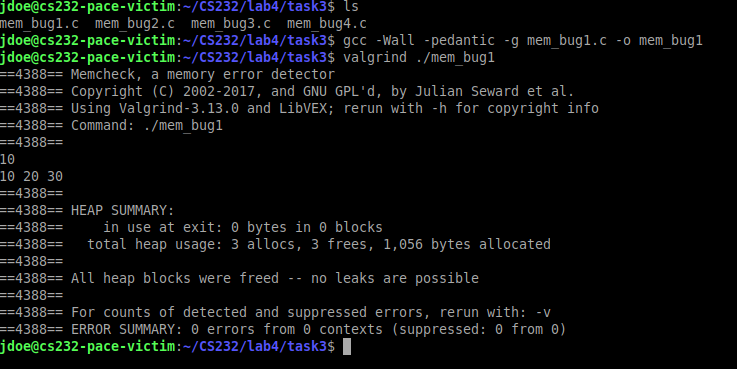 jdoe@cs232-pace-victim:~/CS232/lab4/task3$ ls
mem_bug1.c  mem_bug2.c  mem_bug3.c  mem_bug4.c
jdoe@cs232-pace-victim:~/CS232/lab4/task3$ gcc -Wall -pedantic -g mem_bug1.c -o mem_bug1
jdoe@cs232-pace-victim:~/CS232/lab4/task3$ valgrind ./mem_bug1
==4388== Memcheck, a memory error detector
==4388== Copyright (C) 2002-2017, and GNU GPL'd, by Julian Seward et al.
==4388== Using Valgrind-3.13.0 and LibVEX; rerun with -h for copyright info
==4388== Command: ./mem_bug1
==4388==
10
10 20 30
==4388==
==4388== HEAP SUMMARY:
==4388==     in use at exit: 0 bytes in 0 blocks
==4388==   total heap usage: 3 allocs, 3 frees, 1,056 bytes allocated
==4388==
==4388== All heap blocks were freed -- no leaks are possible
==4388==
==4388== For counts of detected and suppressed errors, rerun with: -v
==4388== ERROR SUMMARY: 0 errors from 0 contexts (suppressed: 0 from 0)
jdoe@cs232-pace-victim:~/CS232/lab4/task3$